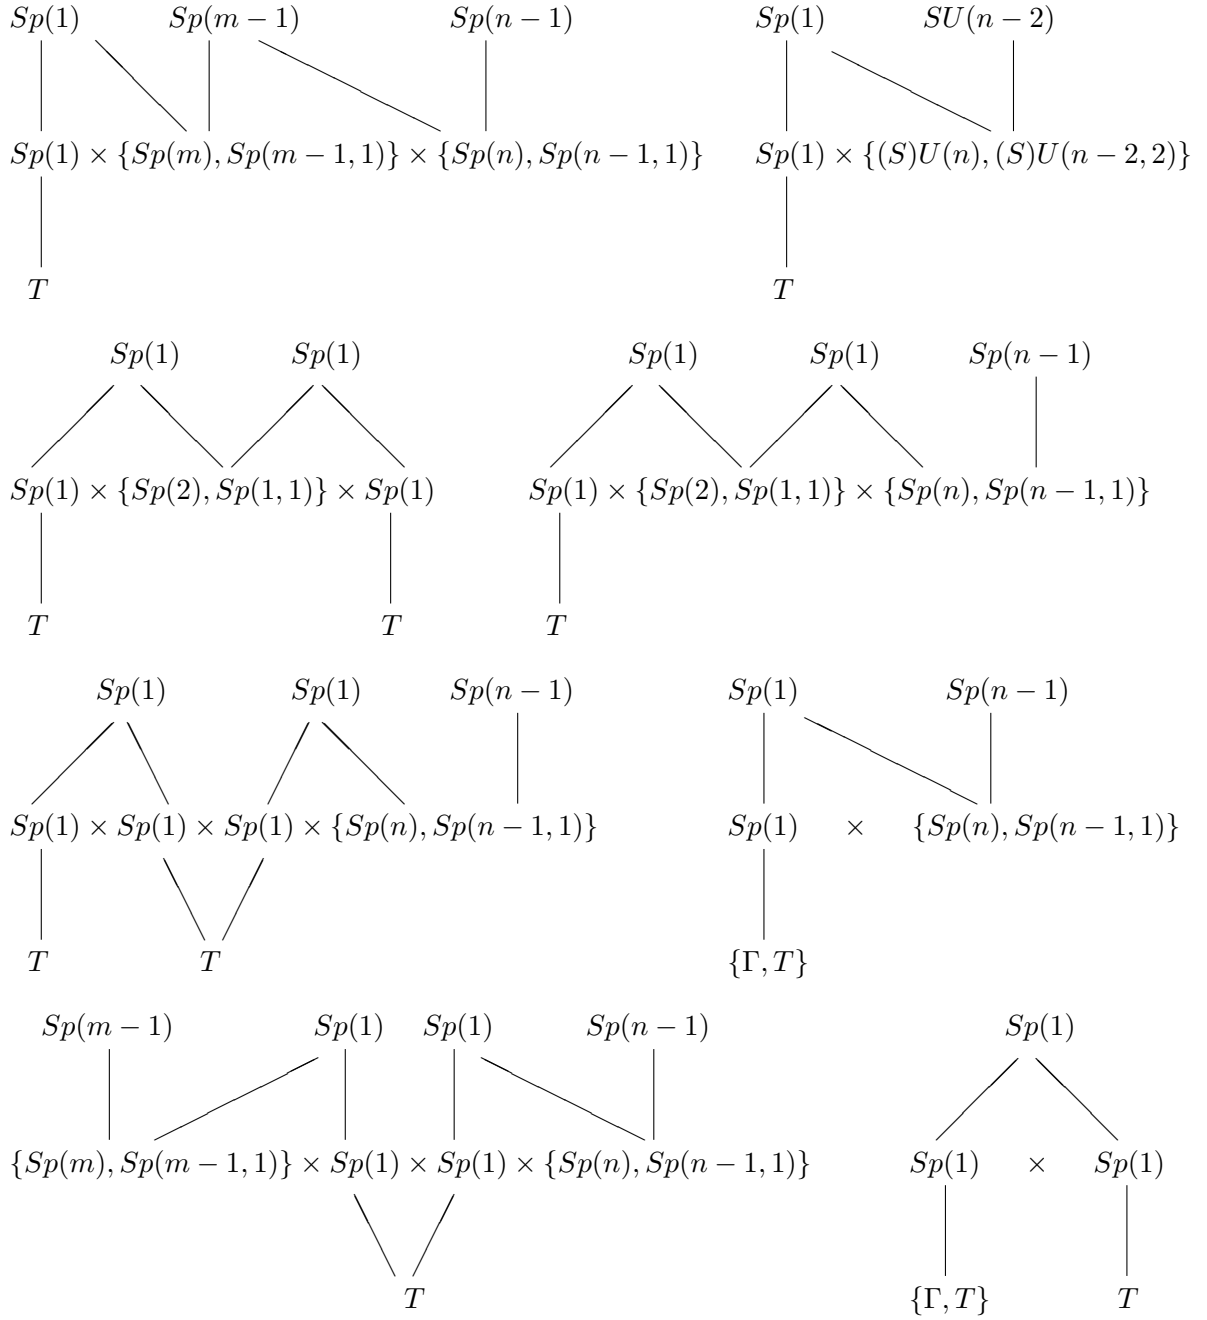 Sp(1) Sp(m − 1) Sp(n − 1) Sp(1) SU(n − 2)
Sp(1) × {Sp(m), Sp(m − 1, 1)} × {Sp(n), Sp(n − 1, 1)} Sp(1) × {(S)U(n), (S)U(n − 2, 2)}
T T
Sp(1) Sp(1) Sp(1) Sp(1) Sp(n − 1)
Sp(1) × {Sp(2), Sp(1, 1)} × Sp(1) Sp(1) × {Sp(2), Sp(1, 1)} × {Sp(n), Sp(n − 1, 1)}
T T T
Sp(1) Sp(1) Sp(n − 1) Sp(1) Sp(n − 1)
Sp(1) × Sp(1) × Sp(1) × {Sp(n), Sp(n − 1, 1)} Sp(1) × {Sp(n), Sp(n − 1, 1)}
T T {Γ, T}
Sp(m − 1) Sp(1) Sp(1) Sp(n − 1) Sp(1)
{Sp(m), Sp(m − 1, 1)} × Sp(1) × Sp(1) × {Sp(n), Sp(n − 1, 1)} Sp(1) × Sp(1)
T {Γ, T} T